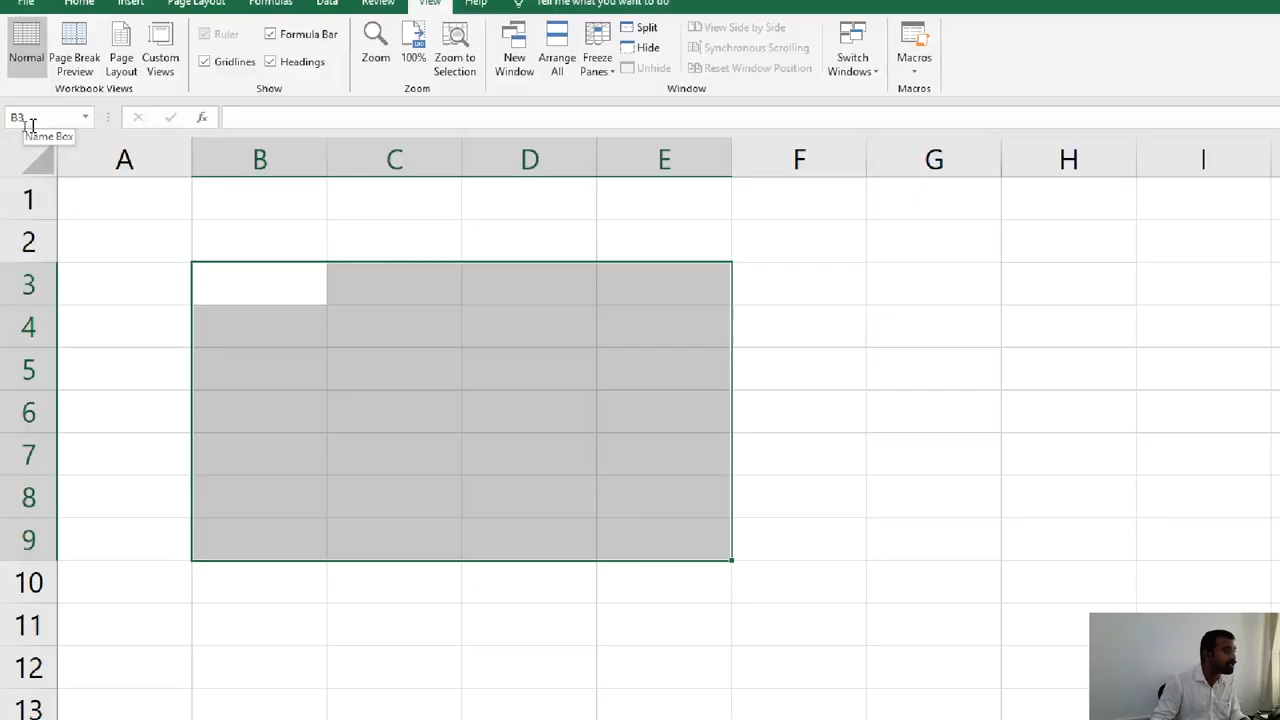 File Home Insert Page Layout Formulas Data Review View Help Tell me what you want to do
Normal
Page Break Preview
Page Layout
Custom Views
Workbook Views
Ruler
Formula Bar
Gridlines
Headings
Show
Zoom
100%
Zoom to Selection
Zoom
New Window
Arrange All
Freeze Panes
Split
Hide
Unhide
View Side by Side
Synchronous Scrolling
Reset Window Position
Window
Switch Windows
Macros
Macros
B3
fx
Name Box
A B C D E F G H I
1
2
3
4
5
6
7
8
9
10
11
12
13